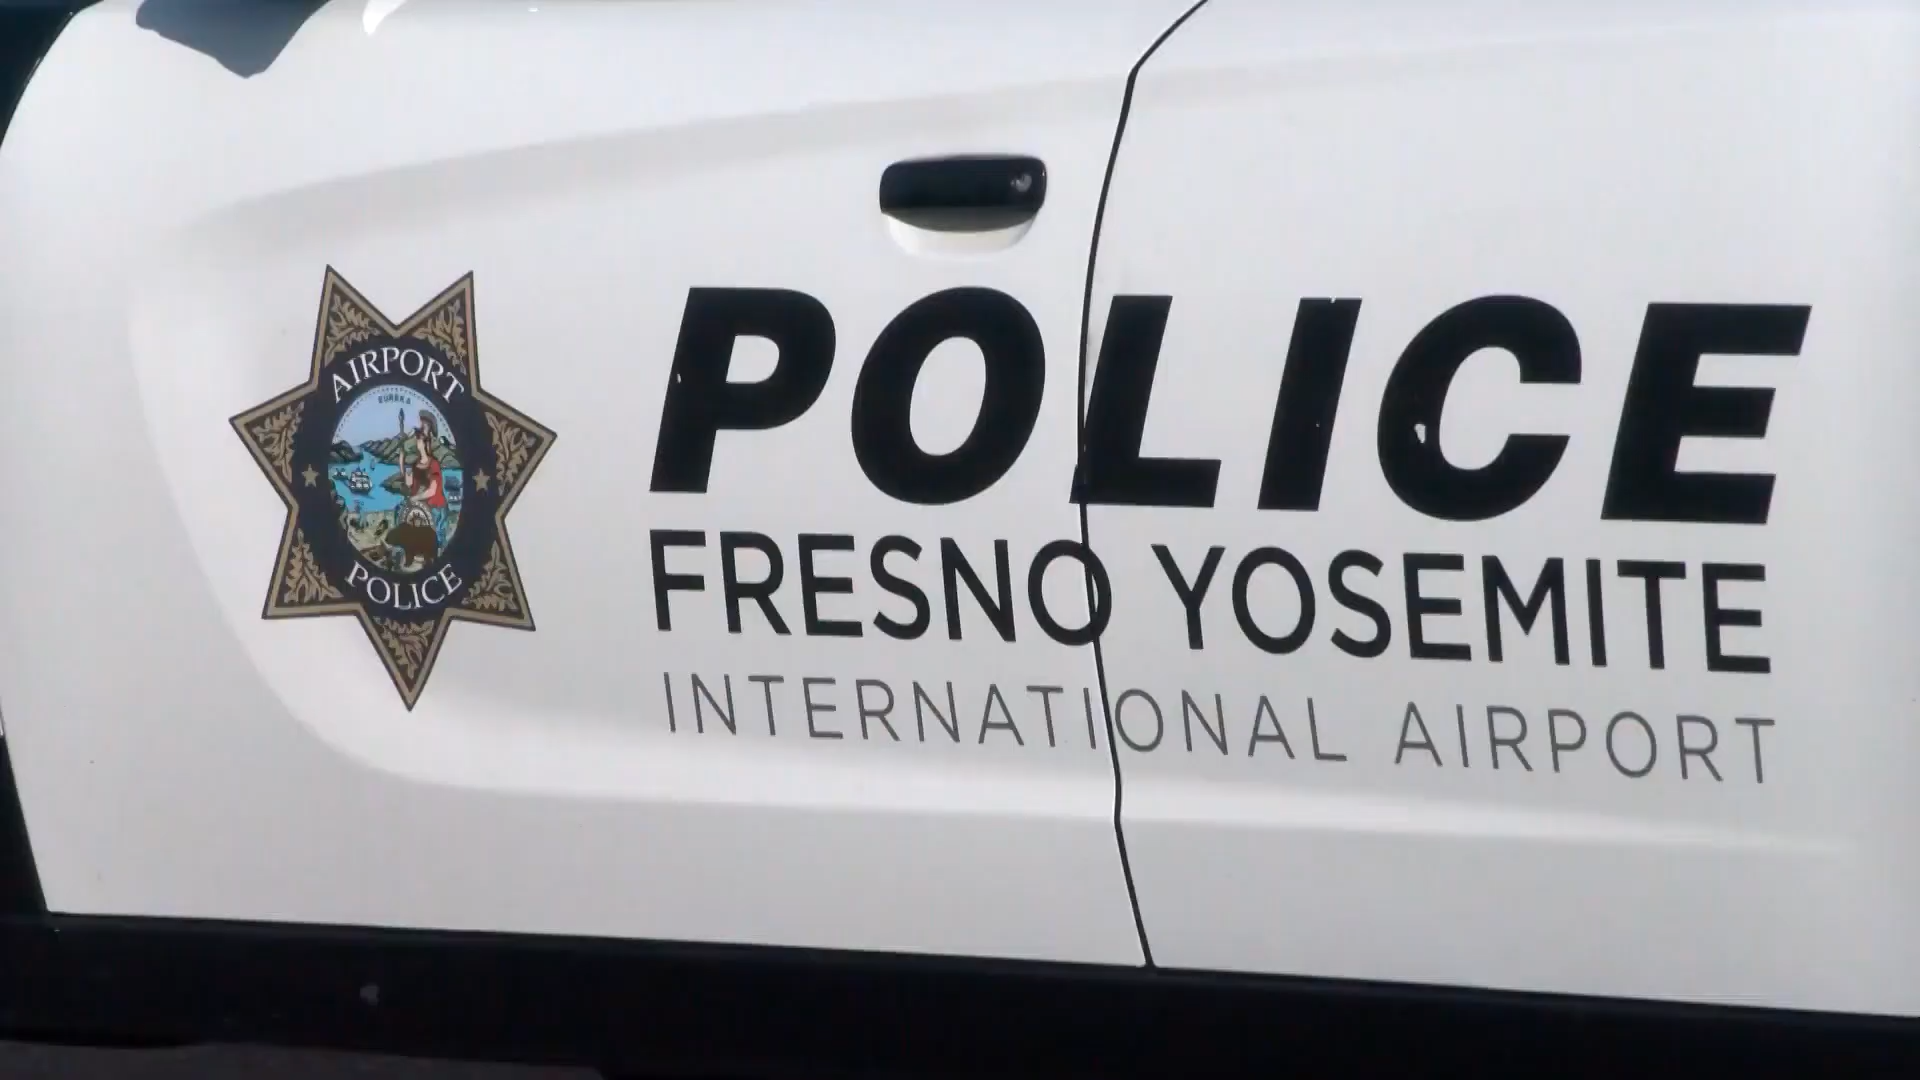 AIRPORT
EUREKA
POLICE
POLICE
FRESNO YOSEMITE
INTERNATIONAL AIRPORT